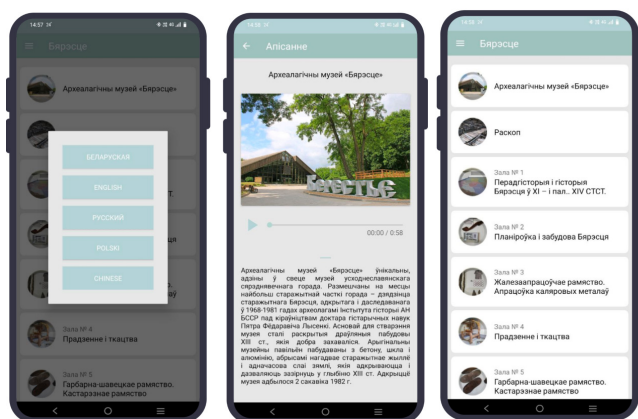 14:57
Бярэсце
Археалагічны музей «Бярэсце»
БЕЛАРУСКАЯ
ENGLISH
РУССКИЙ
POLSKI
CHINESE
Зала № 4
Прадзенне і ткацтва
Зала № 5
Гарбарна-шавецкае рамяство.
Кастарэзнае рамяство
Апісанне
Археалагічны музей «Бярэсце»
БЕРЕСТЬЕ
00:00 / 0:58
Археалагічны музей «Бярэсце» ўнікальны,
адзіны ў свеце музей усходнеславянскага
сярэдневячнага горада. Размешчаны на месцы
найбольш старажытнай часткі горада – дзядзінца
старажытнага Бярэсця, адкрытага і даследаванага
ў 1968-1981 гадах археолагамі Інстытута гісторыі АН
БССР пад кіраўніцтвам доктара гістарычных навук
Пятра Фёдаравіча Лысенкі. Асновай для стварэння
музея сталі раскрытыя драўляныя пабудовы
XIII ст., якія добра захаваліся. Арыгінальны
музейны павільён пабудаваны з бетону, шкла і
алюмінію, абрысамі нагадвае старажытнае жыллё
і адначасова слаі зямлі, якія адкрываюцца і
дазваляюць зазірнуць у глыбіню XIII ст. Адкрыццё
музея адбылося 2 сакавіка 1982 г.
Бярэсце
Археалагічны музей «Бярэсце»
Раскоп
Зала № 1
Перадгісторыя і гісторыя
Бярэсця ў XI – і пал.. XIV СТСТ.
Зала № 2
Планіроўка і забудова Бярэсця
Зала № 3
Жалезаапрацоўчае рамяство.
Апрацоўка каляровых металаў
Зала № 4
Прадзенне і ткацтва
Зала № 5
Гарбарна-шавецкае рамяство.
Кастарэзнае рамяство